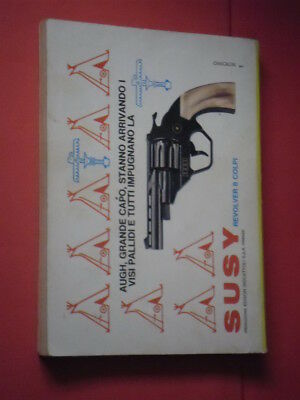 AUGH, GRANDE CAPO, STANNO ARRIVANDO I
VISI PALLIDI E TUTTI IMPUGNANO LA
SUSY
REVOLVER 8 COLPI